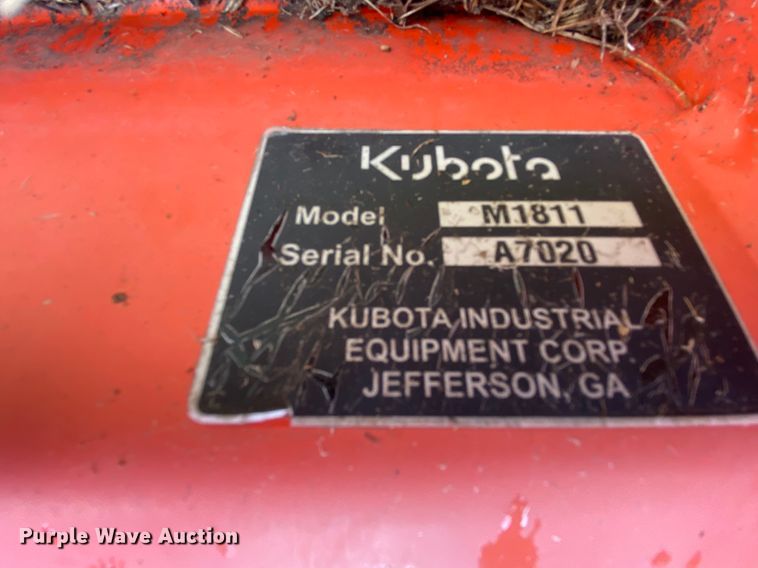 Kubota
Model M1811
Serial No. A7020
KUBOTA INDUSTRIAL
EQUIPMENT CORP.
JEFFERSON, GA
Purple Wave Auction